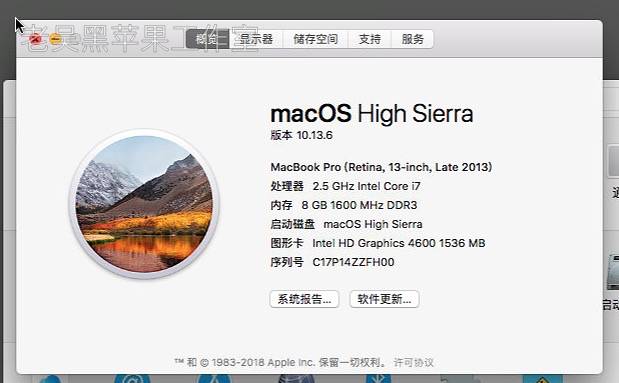 老吴黑苹果工作室
概览 显示器 储存空间 支持 服务
macOS High Sierra
版本 10.13.6
MacBook Pro (Retina, 13-inch, Late 2013)
处理器 2.5 GHz Intel Core i7
内存 8 GB 1600 MHz DDR3
启动磁盘 macOS High Sierra
图形卡 Intel HD Graphics 4600 1536 MB
序列号 C17P14ZZFH00
系统报告... 软件更新...
™ 和 © 1983-2018 Apple Inc. 保留一切权利。 许可协议